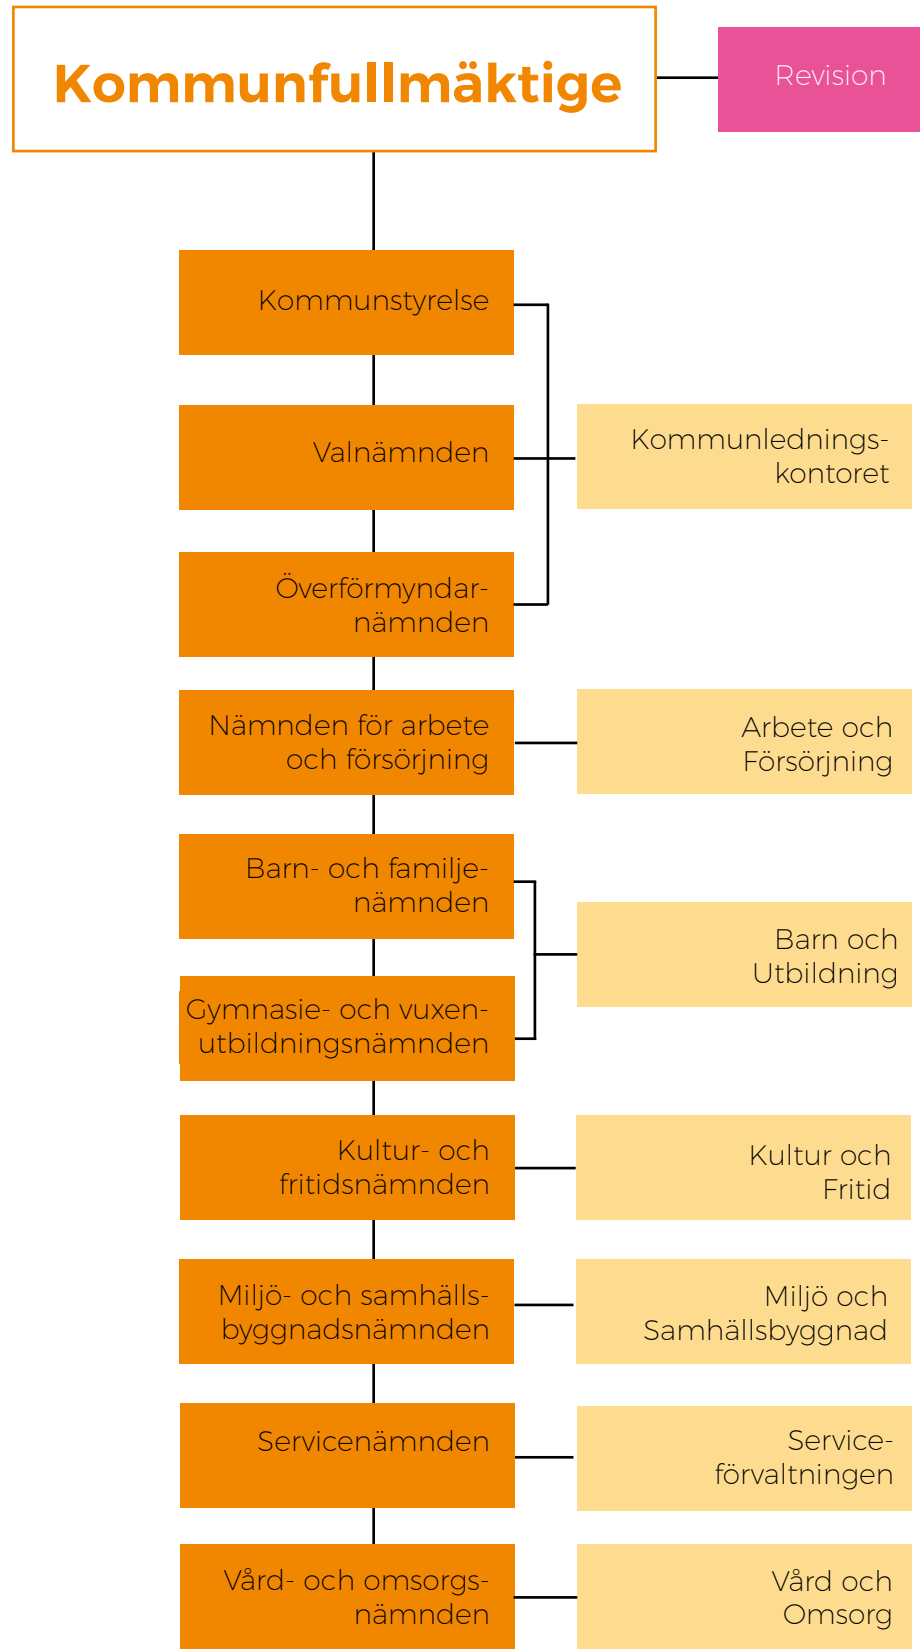 Kommunfullmäktige
Revision
Kommunstyrelse
Valnämnden
Kommunlednings-
kontoret
Överförmyndar-
nämnden
Nämnden för arbete
och försörjning
Arbete och
Försörjning
Barn- och familje-
nämnden
Barn och
Utbildning
Gymnasie- och vuxen-
utbildningsnämnden
Kultur- och
fritidsnämnden
Kultur och
Fritid
Miljö- och samhälls-
byggnadsnämnden
Miljö och
Samhällsbyggnad
Servicenämnden
Service-
förvaltningen
Vård- och omsorgs-
nämnden
Vård och
Omsorg